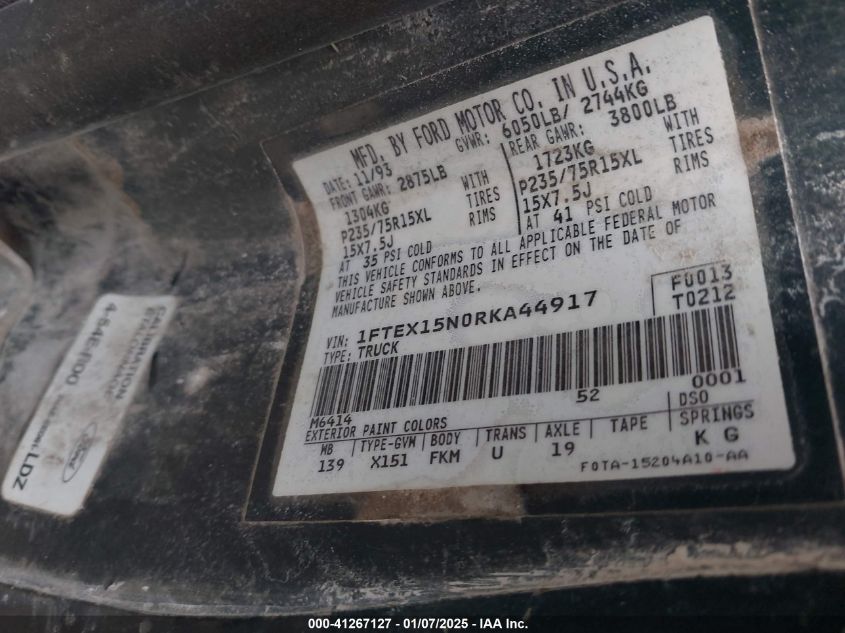 MFD. BY FORD MOTOR CO. IN U.S.A.
DATE: 11/93 GVWR: 6050LB/ 2744KG
FRONT GAWR: 2875LB REAR GAWR: 3800LB
1304KG WITH 1723KG WITH
P235/75R15XL TIRES P235/75R15XL TIRES
15X7.5J RIMS 15X7.5J RIMS
AT 35 PSI COLD AT 41 PSI COLD
THIS VEHICLE CONFORMS TO ALL APPLICABLE FEDERAL MOTOR
VEHICLE SAFETY STANDARDS IN EFFECT ON THE DATE OF
MANUFACTURE SHOWN ABOVE.
F0013
VIN: 1FTEX15N0RKA44917 T0212
TYPE: TRUCK
52 0001
M6414
EXTERIOR PAINT COLORS DSO
WB TYPE-GVM BODY TRANS AXLE TAPE SPRINGS
139 X151 FKM U 19 K G
F0TA-15204A10-AA
CALIBRATION
LDZ
Ford
000-41267127 - 01/07/2025 - IAA Inc.